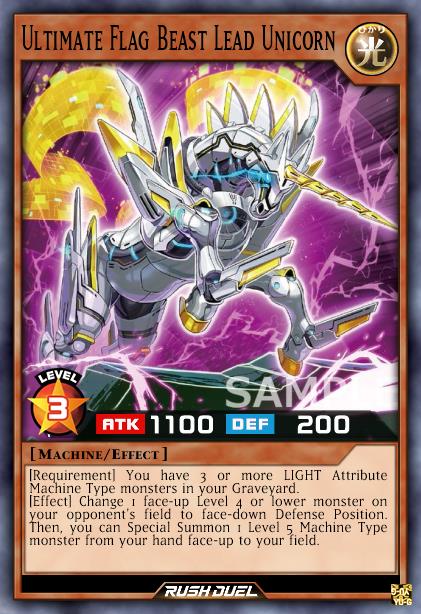 ULTIMATE FLAG BEAST LEAD UNICORN
ひかり
光
SAMPLE
LEVEL
3
ATK 1100 DEF 200
[MACHINE/EFFECT]
[Requirement] You have 3 or more LIGHT Attribute
Machine Type monsters in your Graveyard.
[Effect] Change 1 face-up Level 4 or lower monster on
your opponent's field to face-down Defense Position.
Then, you can Special Summon 1 Level 5 Machine Type
monster from your hand face-up to your field.
RUSH DUEL